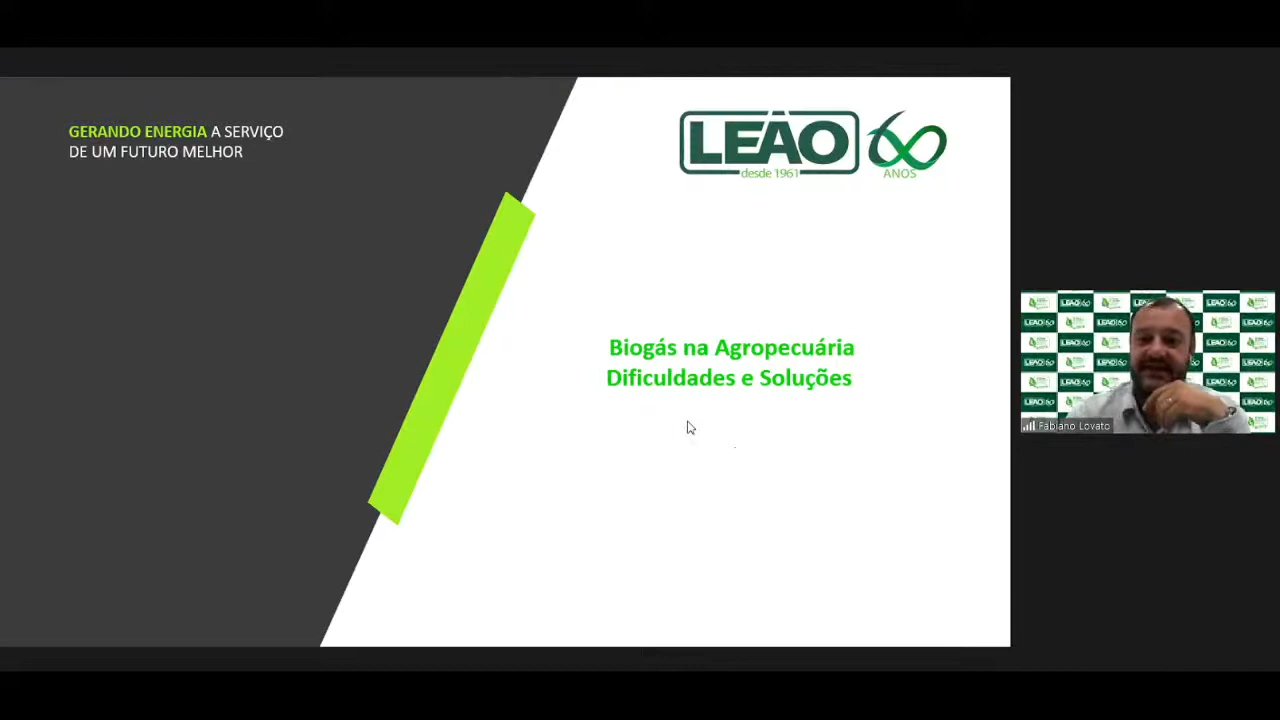 GERANDO ENERGIA A SERVIÇO
DE UM FUTURO MELHOR
LEÃO 60
desde 1961 ANOS
Biogás na Agropecuária
Dificuldades e Soluções
Fabiano Lovato